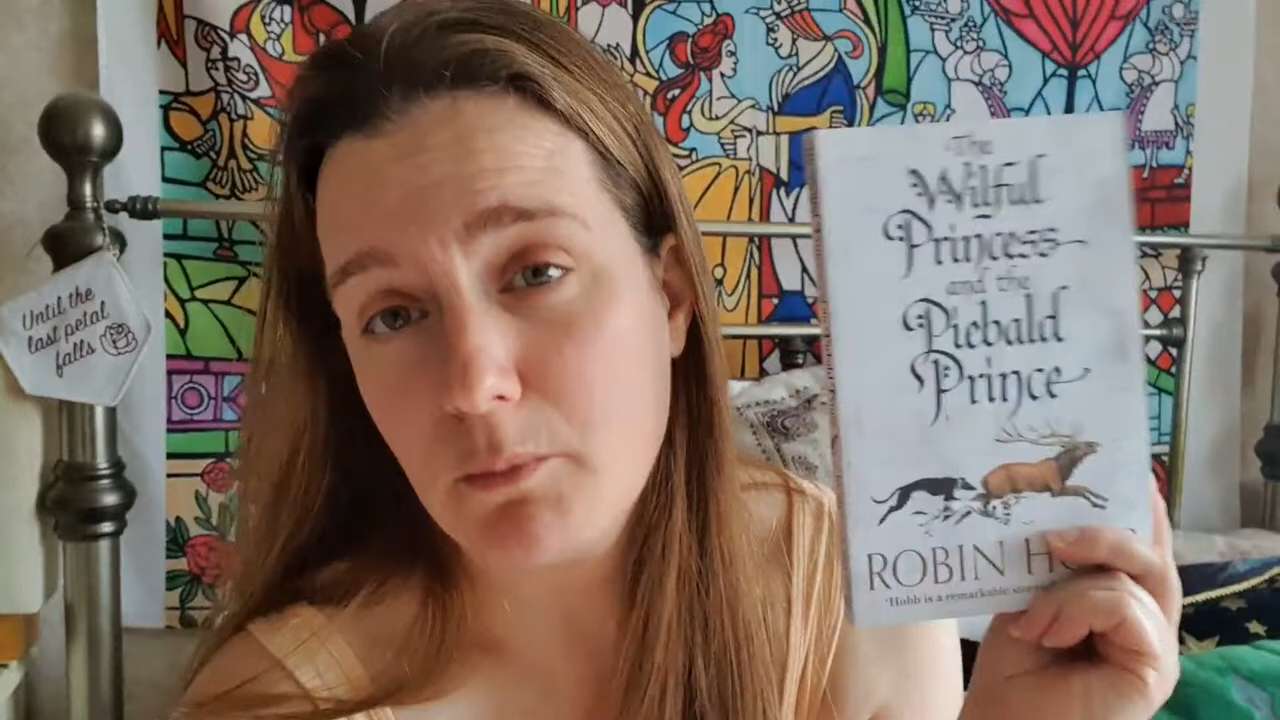 Until the
last petal
falls
The
Wilful
Princess
and the
Piebald
Prince
ROBIN H
'Hobb is a remarkable